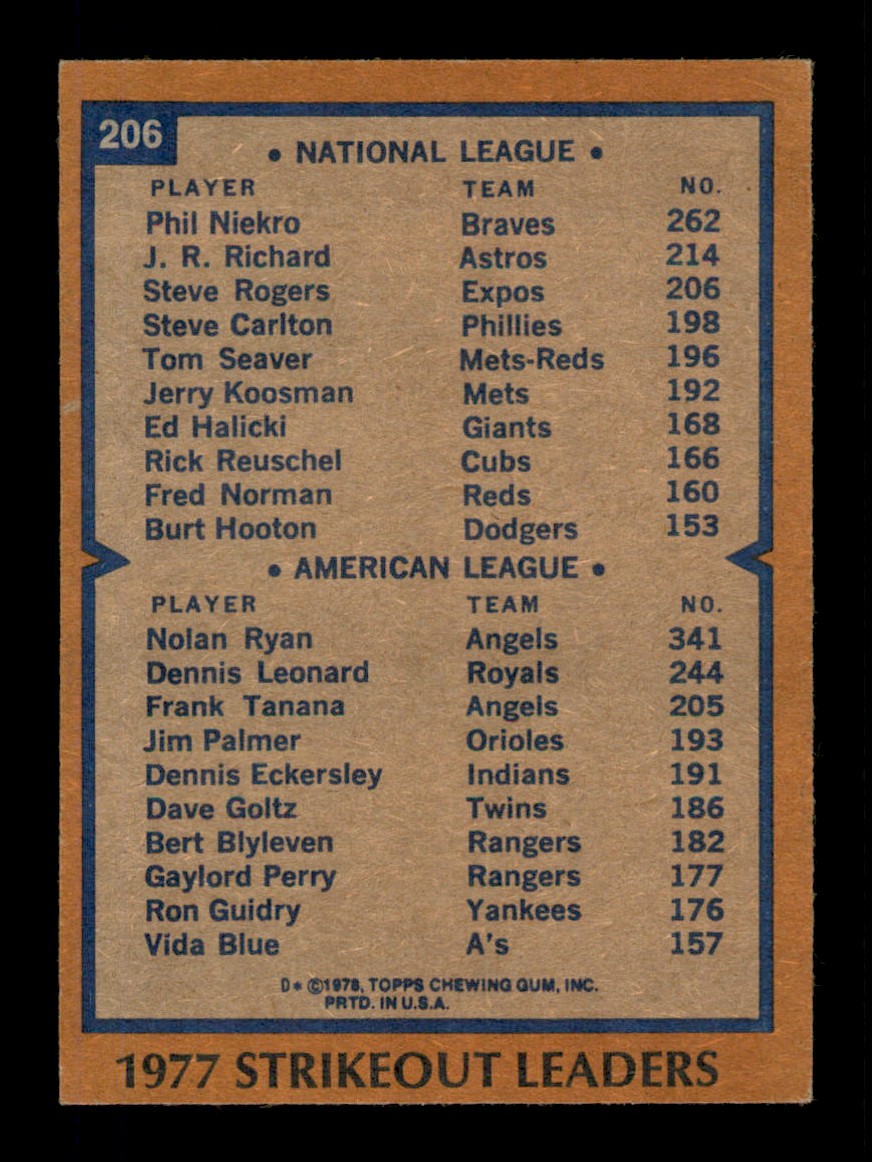 206
• NATIONAL LEAGUE •
PLAYER TEAM NO.
Phil Niekro Braves 262
J. R. Richard Astros 214
Steve Rogers Expos 206
Steve Carlton Phillies 198
Tom Seaver Mets-Reds 196
Jerry Koosman Mets 192
Ed Halicki Giants 168
Rick Reuschel Cubs 166
Fred Norman Reds 160
Burt Hooton Dodgers 153
• AMERICAN LEAGUE •
PLAYER TEAM NO.
Nolan Ryan Angels 341
Dennis Leonard Royals 244
Frank Tanana Angels 205
Jim Palmer Orioles 193
Dennis Eckersley Indians 191
Dave Goltz Twins 186
Bert Blyleven Rangers 182
Gaylord Perry Rangers 177
Ron Guidry Yankees 176
Vida Blue A's 157
D* ©1978, TOPPS CHEWING GUM, INC.
PRTD. IN U.S.A.
1977 STRIKEOUT LEADERS